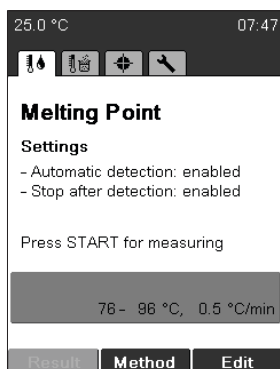 25.0 °C 07:47
Melting Point
Settings
- Automatic detection: enabled
- Stop after detection: enabled
Press START for measuring
76 - 96 °C, 0.5 °C/min
Result Method Edit